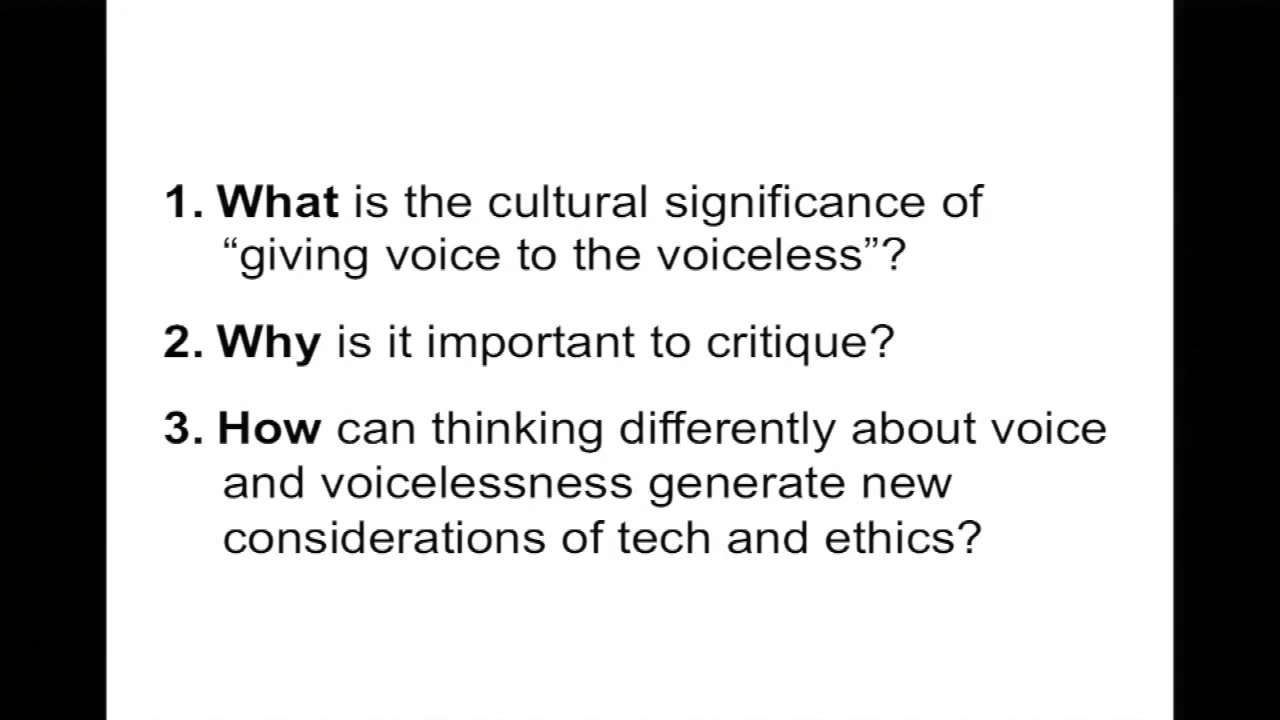 1. What is the cultural significance of
“giving voice to the voiceless”?
2. Why is it important to critique?
3. How can thinking differently about voice
and voicelessness generate new
considerations of tech and ethics?